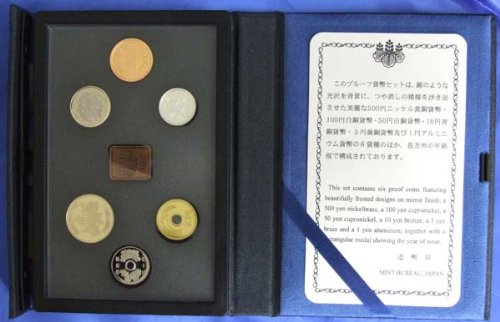 このプルーフ貨幣セットは、鏡のような
光沢を背景に、つや消しの模様を浮き出
させた美麗な500円ニッケル黄銅貨幣・
100円白銅貨幣・50円白銅貨幣・10円青
銅貨幣・5円黄銅貨幣及び1円アルミニ
ウム貨幣の6貨種のほか、長方形の年銘
板で構成されております。
This set contains six proof coins featuring
beautifully frosted designs on mirror finish; a
500 yen nickelbrass, a 100 yen cupronickel, a
50 yen cupronickel, a 10 yen bronze, a 5 yen
brass and a 1 yen aluminum, together with a
rectangular medal showing the year of issue.
造幣局
MINT BUREAU, JAPAN